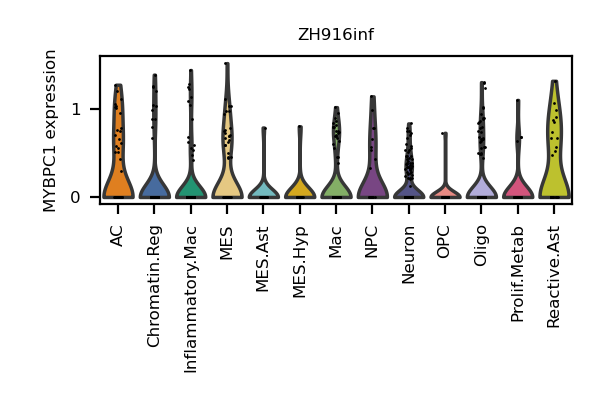 ZH916inf
MYBPC1 expression
1
0
AC
Chromatin.Reg
Inflammatory.Mac
MES
MES.Ast
MES.Hyp
Mac
NPC
Neuron
OPC
Oligo
Prolif.Metab
Reactive.Ast